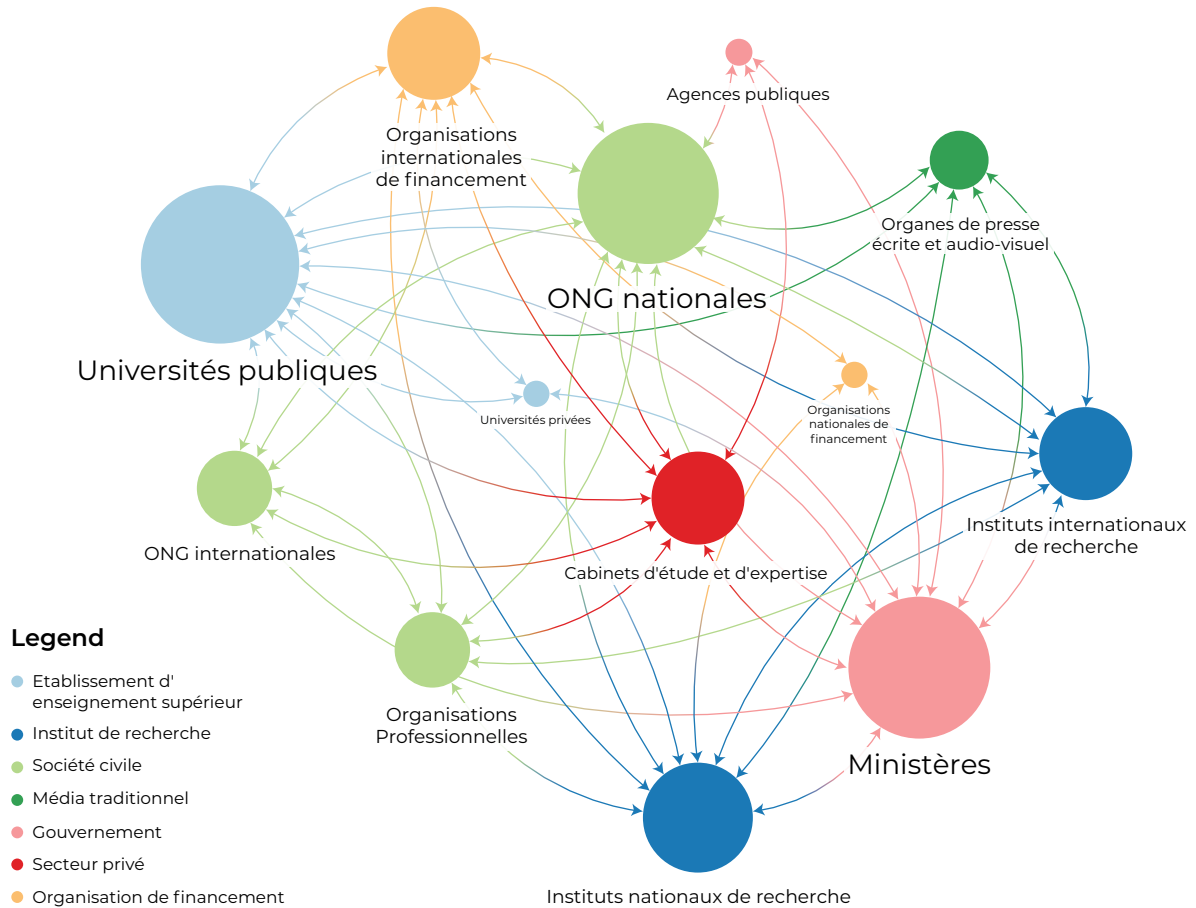 Agences publiques
Organisations
internationales
de financement
Organes de presse
écrite et audio-visuel
ONG nationales
Universités publiques
Universités privées
Organisations
nationales de
financement
Instituts internationaux
de recherche
ONG internationales
Cabinets d'étude et d'expertise
Organisations
Professionnelles
Ministères
Instituts nationaux de recherche
Legend
Etablissement d'
enseignement supérieur
Institut de recherche
Société civile
Média traditionnel
Gouvernement
Secteur privé
Organisation de financement